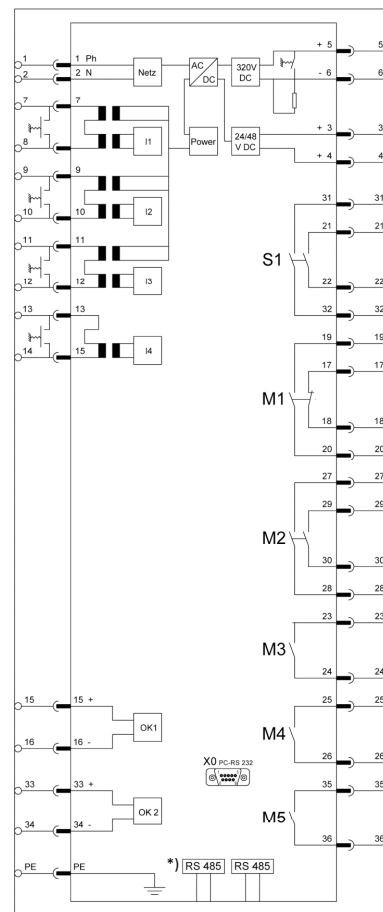 + 5 5
1 1 Ph Netz AC DC 320V DC
2 2 N - 6 6
7 7
8 8 I1 Power 24/48 V DC + 3 3
+ 4 4
9 9
10 10 I2
31 31
21 21
11 11
12 12 I3
S1
22 22
32 32
13 13
14 15 I4
19 19
17 17
M1
18 18
20 20
27 27
29 29
M2
30 30
28 28
23 23
M3
24 24
15 15 + 25 25
OK1
M4
16 16 - 26 26
X0 PC-RS 232
33 33 + 35 35
OK 2
M5
34 34 - 36 36
PE PE
*) RS 485 RS 485